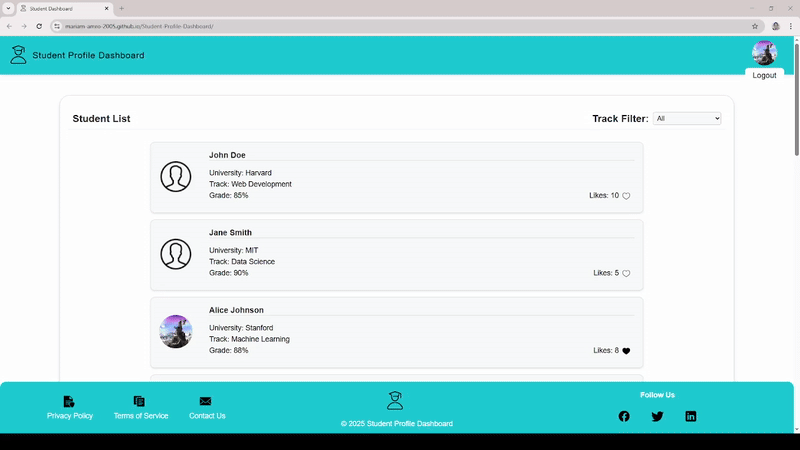 Student Dashboard
mariam-amro-2005.github.io/Student-Profile-Dashboard/
Student Profile Dashboard
Logout
Student List
Track Filter: All
John Doe
University: Harvard
Track: Web Development
Grade: 85%
Likes: 10
Jane Smith
University: MIT
Track: Data Science
Grade: 90%
Likes: 5
Alice Johnson
University: Stanford
Track: Machine Learning
Grade: 88%
Likes: 8
Privacy Policy
Terms of Service
Contact Us
© 2025 Student Profile Dashboard
Follow Us